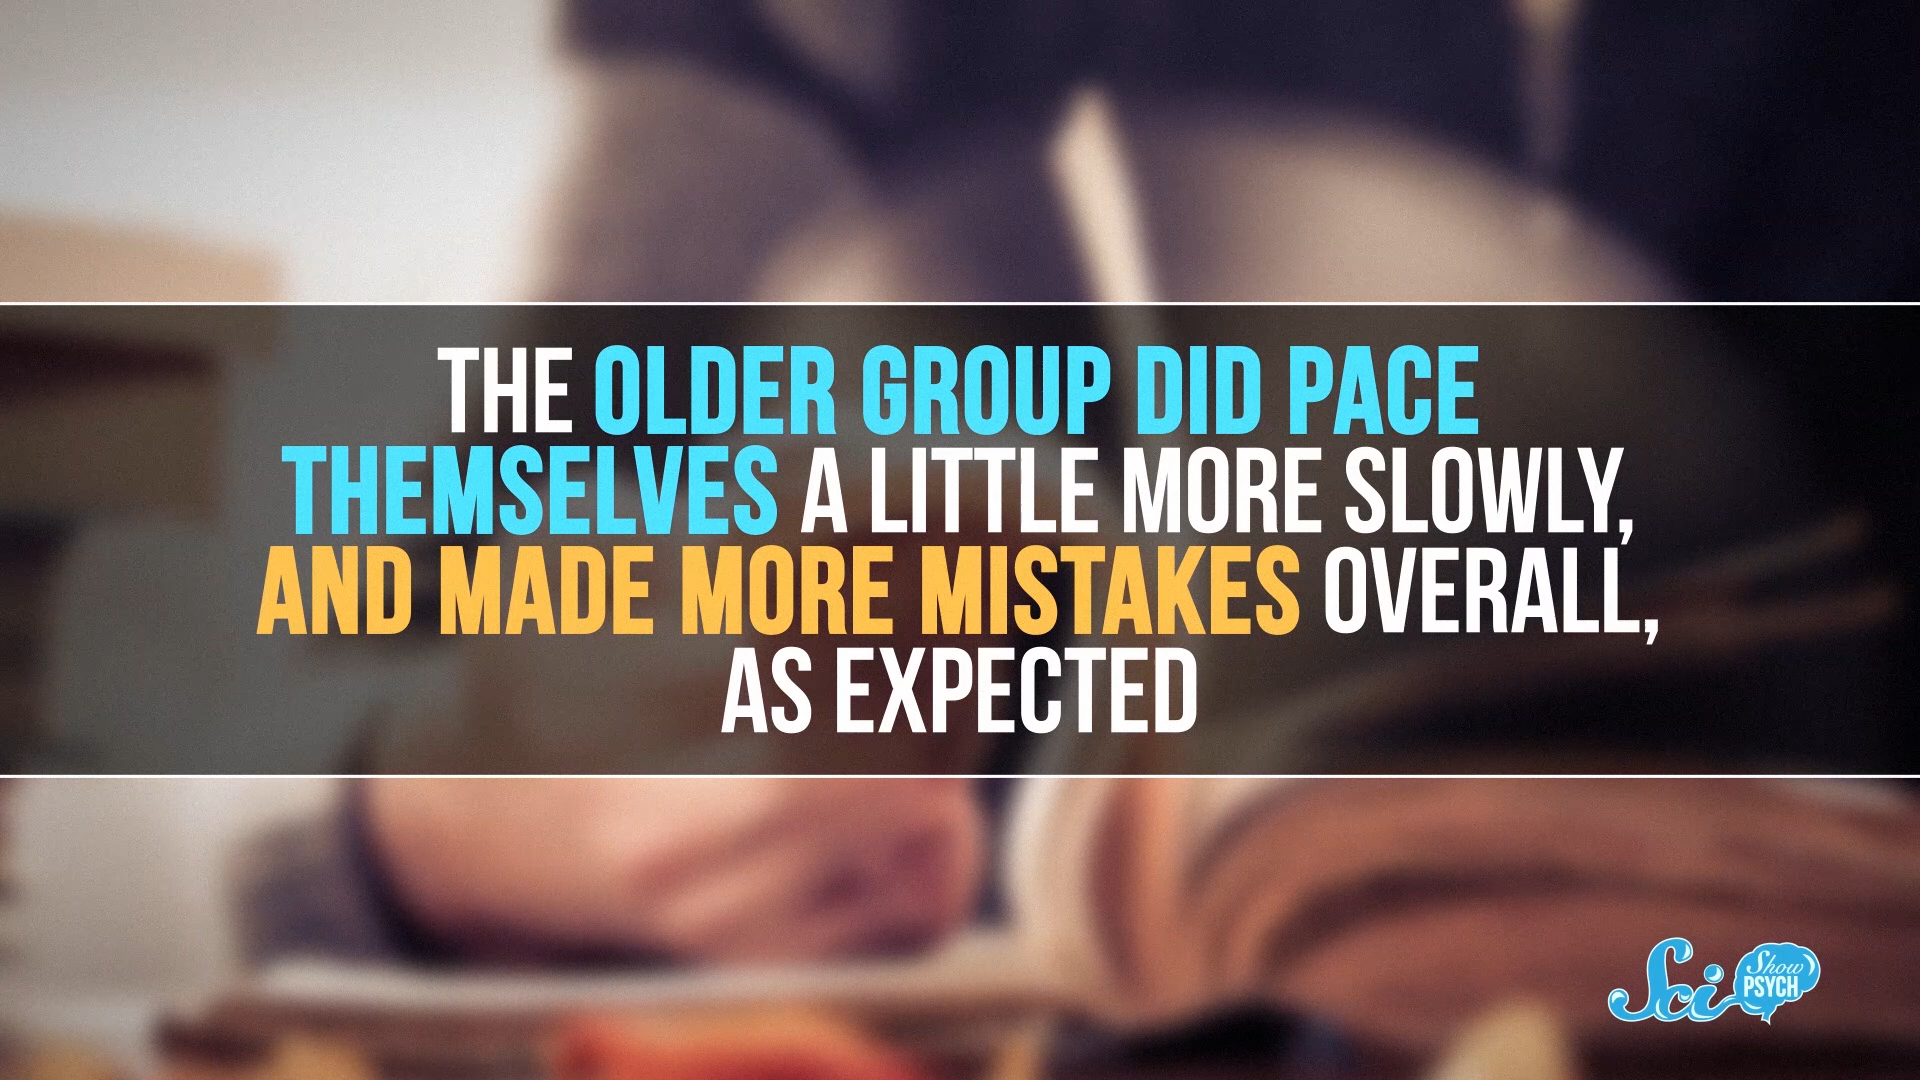 THE OLDER GROUP DID PACE
THEMSELVES A LITTLE MORE SLOWLY,
AND MADE MORE MISTAKES OVERALL,
AS EXPECTED
Sci Show
PSYCH